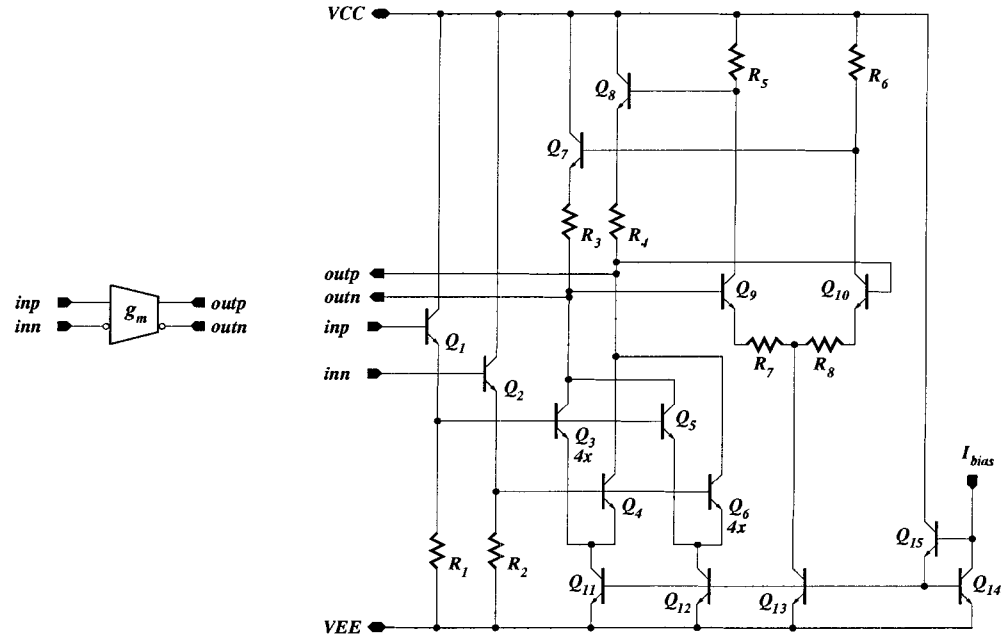 VCC
R5
R6
Q8
Q7
R3
R4
outp
outn
inp
inn
inp
inn
gm
outp
outn
Q9
Q10
Q1
R7
R8
Q2
Q3
4x
Q5
Ibias
Q4
Q6
4x
Q15
R1
R2
Q11
Q12
Q13
Q14
VEE